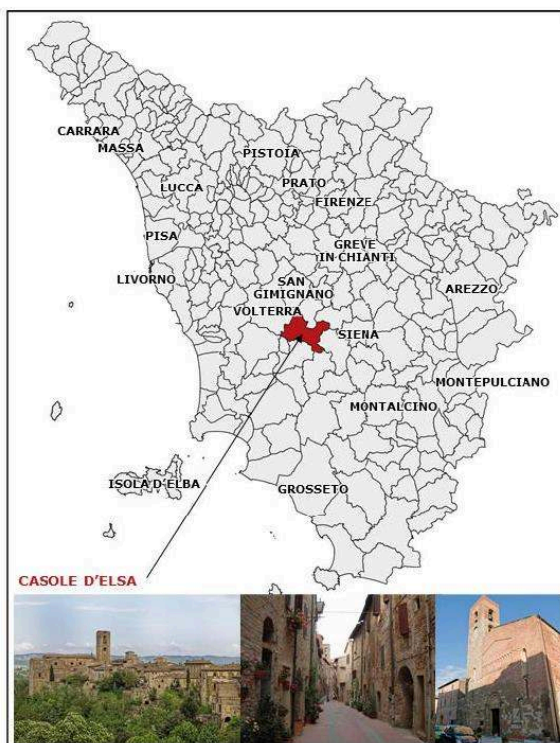 CARRARA
MASSA
PISTOIA
PRATO
LUCCA
FIRENZE
PISA
GREVE
IN CHIANTI
LIVORNO
SAN
GIMIGNANO
AREZZO
VOLTERRA
SIENA
MONTEPULCIANO
MONTALCINO
ISOLA D'ELBA
GROSSETO
CASOLE D'ELSA